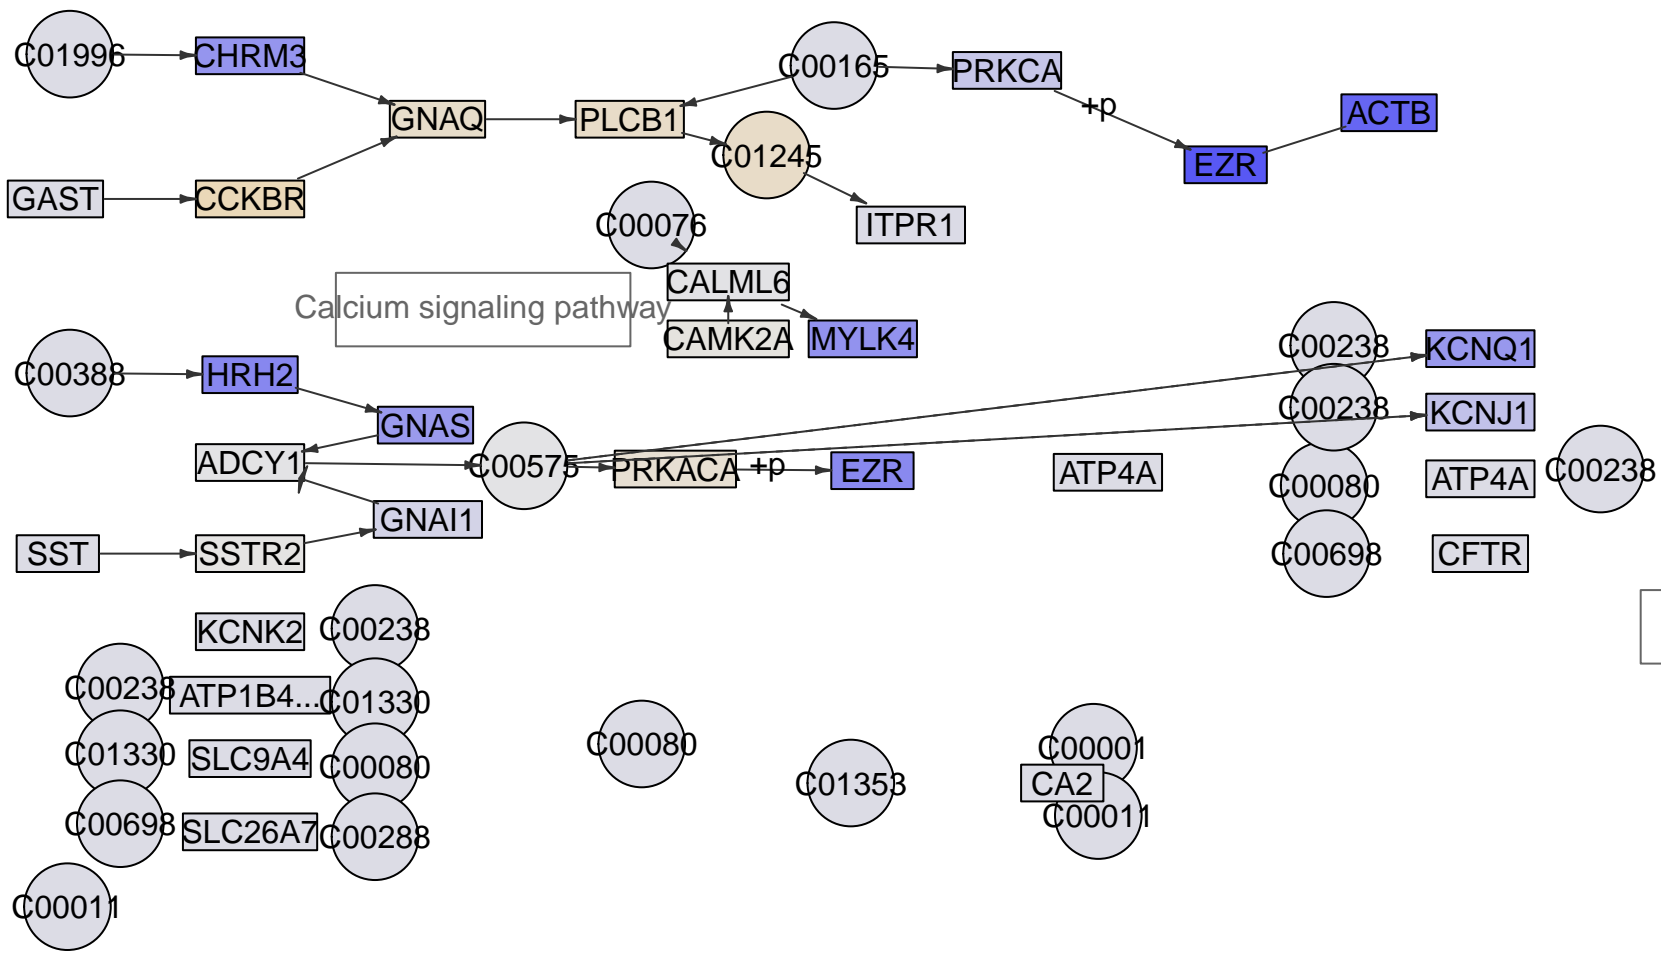 C01996
CHRM3
C00165
PRKCA
+p
ACTB
GNAQ
PLCB1
C01245
EZR
GAST
CCKBR
C00076
ITPR1
CALML6
Calcium signaling pathway
CAMK2A
MYLK4
C00238
KCNQ1
C00388
HRH2
C00238
KCNJ1
GNAS
ADCY1
C00575
PRKACA
+p
EZR
ATP4A
C00080
ATP4A
C00238
GNAI1
SST
SSTR2
C00698
CFTR
KCNK2
C00238
C00238
ATP1B4...
C01330
C01330
SLC9A4
C00080
C00080
C01353
C00001
CA2
C00011
C00698
SLC26A7
C00288
C00011